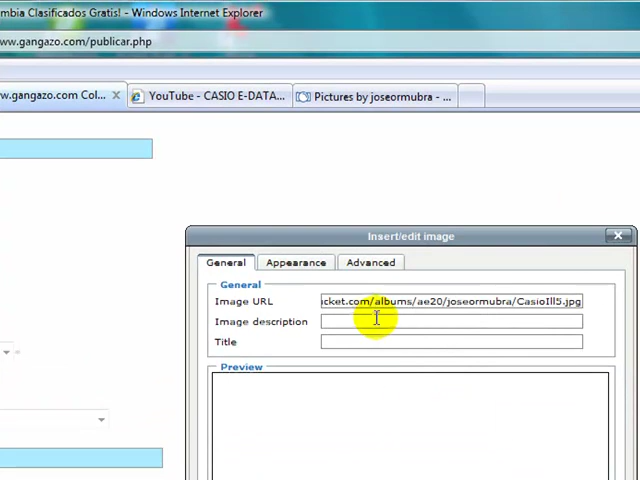 mbia Clasificados Gratis! - Windows Internet Explorer
ww.gangazo.com/publicar.php
ww.gangazo.com Col... YouTube - CASIO E-DATA... Pictures by joseormubra - ...
Insert/edit image
General Appearance Advanced
General
Image URL icket.com/albums/ae20/joseormubra/CasioIll5.jpg
Image description
Title
Preview